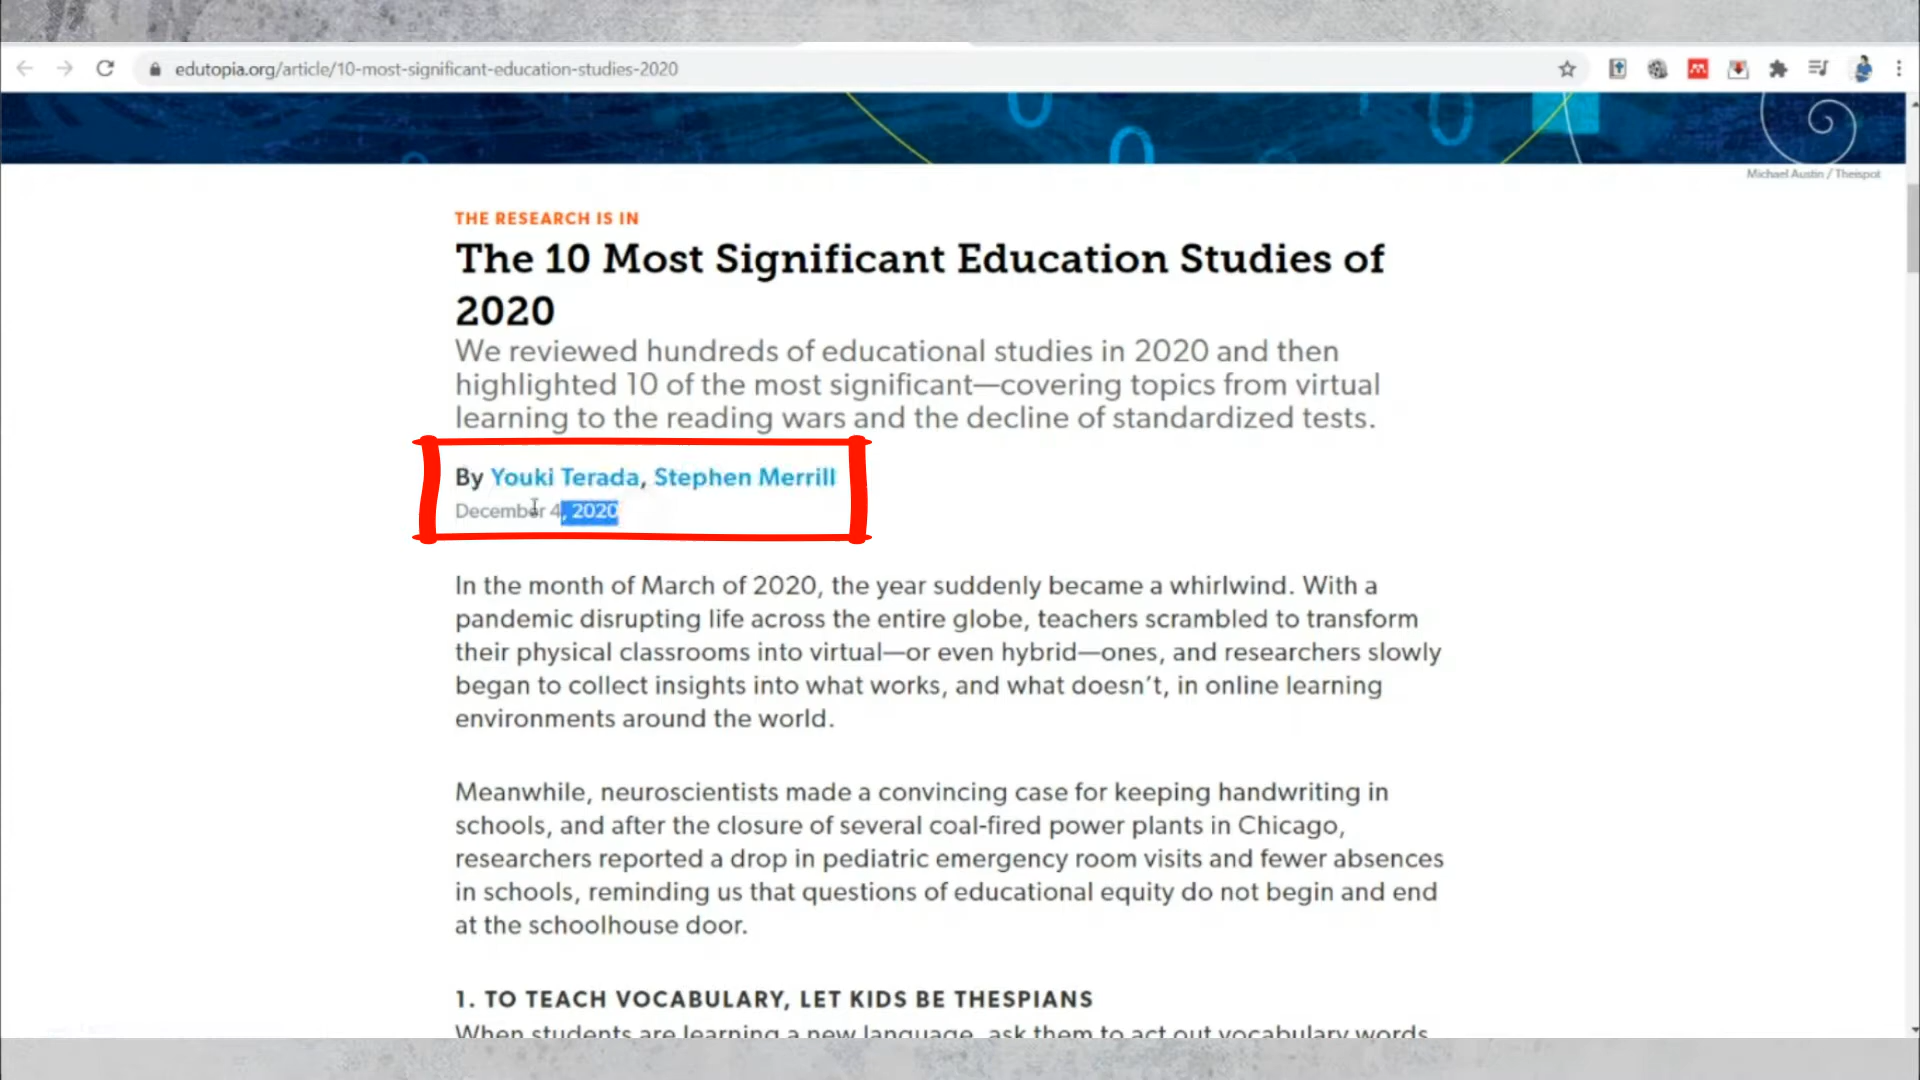 edutopia.org/article/10-most-significant-education-studies-2020
Michael Austin / Theispot
THE RESEARCH IS IN
The 10 Most Significant Education Studies of
2020
We reviewed hundreds of educational studies in 2020 and then
highlighted 10 of the most significant—covering topics from virtual
learning to the reading wars and the decline of standardized tests.
By Youki Terada, Stephen Merrill
December 4, 2020
In the month of March of 2020, the year suddenly became a whirlwind. With a
pandemic disrupting life across the entire globe, teachers scrambled to transform
their physical classrooms into virtual—or even hybrid—ones, and researchers slowly
began to collect insights into what works, and what doesn't, in online learning
environments around the world.
Meanwhile, neuroscientists made a convincing case for keeping handwriting in
schools, and after the closure of several coal-fired power plants in Chicago,
researchers reported a drop in pediatric emergency room visits and fewer absences
in schools, reminding us that questions of educational equity do not begin and end
at the schoolhouse door.
1. TO TEACH VOCABULARY, LET KIDS BE THESPIANS
When students are learning a new language, ask them to act out vocabulary words.